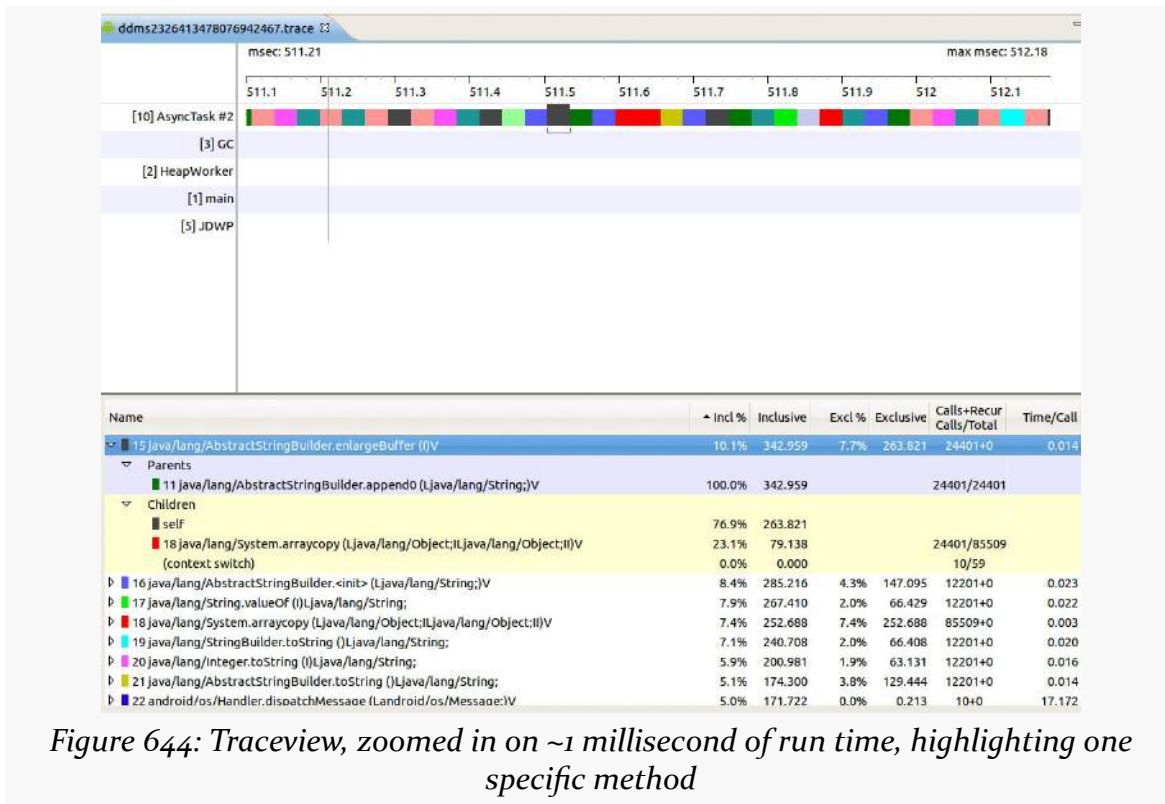 ddms2326413478076942467.trace
msec: 511.21 max msec: 512.18
511.1 511.2 511.3 511.4 511.5 511.6 511.7 511.8 511.9 512 512.1
[10] AsyncTask #2
[3] GC
[2] HeapWorker
[1] main
[5] JDWP
Name Incl % Inclusive Excl % Exclusive Calls+Recur Calls/Total Time/Call
15 java/lang/AbstractStringBuilder.enlargeBuffer (I)V 10.1% 342.959 7.7% 263.821 24401+0 0.014
Parents
11 java/lang/AbstractStringBuilder.append0 (Ljava/lang/String;)V 100.0% 342.959 24401/24401
Children
self 76.9% 263.821
18 java/lang/System.arraycopy (Ljava/lang/Object;ILjava/lang/Object;II)V 23.1% 79.138 24401/85509
(context switch) 0.0% 0.000 10/59
16 java/lang/AbstractStringBuilder.<init> (Ljava/lang/String;)V 8.4% 285.216 4.3% 147.095 12201+0 0.023
17 java/lang/String.valueOf (I)Ljava/lang/String; 7.9% 267.410 2.0% 66.429 12201+0 0.022
18 java/lang/System.arraycopy (Ljava/lang/Object;ILjava/lang/Object;II)V 7.4% 252.688 7.4% 252.688 85509+0 0.003
19 java/lang/StringBuilder.toString ()Ljava/lang/String; 7.1% 240.708 2.0% 66.408 12201+0 0.020
20 java/lang/Integer.toString (I)Ljava/lang/String; 5.9% 200.981 1.9% 63.131 12201+0 0.016
21 java/lang/AbstractStringBuilder.toString ()Ljava/lang/String; 5.1% 174.300 3.8% 129.444 12201+0 0.014
22 android/os/Handler.dispatchMessage (Landroid/os/Message;)V 5.0% 171.722 0.0% 0.213 10+0 17.172
Figure 644: Traceview, zoomed in on ~1 millisecond of run time, highlighting one
specific method